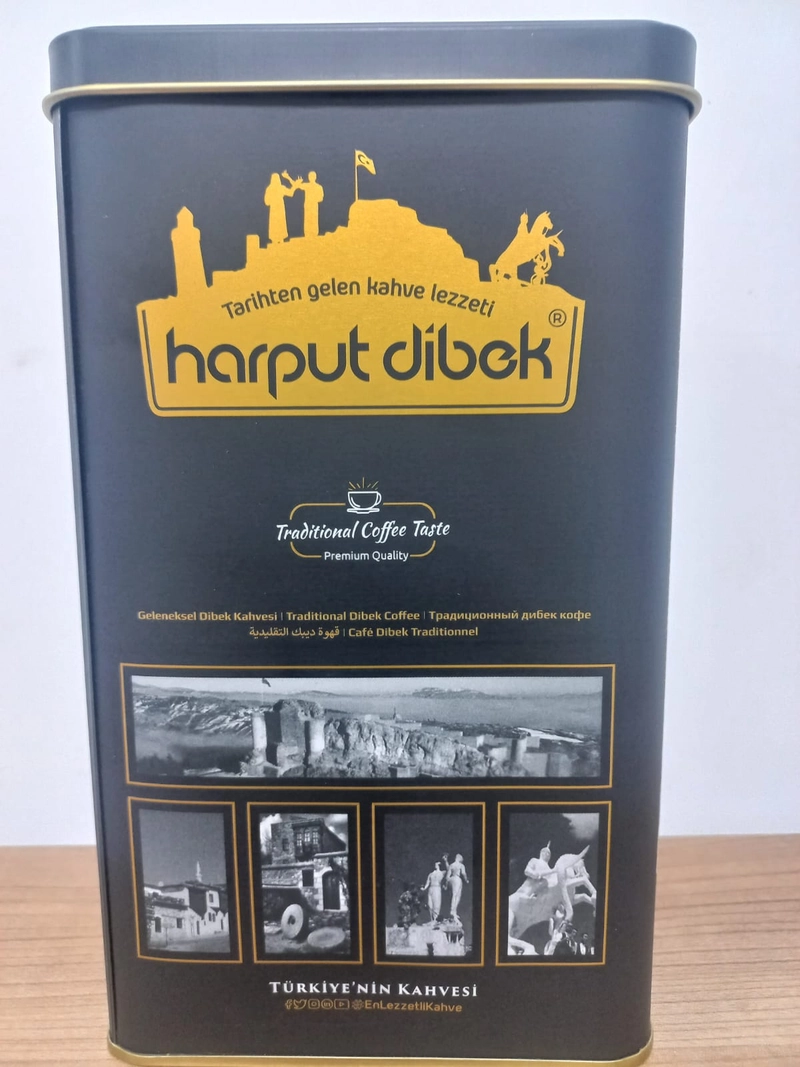 Tarihten gelen kahve lezzeti
harput dibek ®
Traditional Coffee Taste
Premium Quality
Geleneksel Dibek Kahvesi | Traditional Dibek Coffee | Традиционный дибек кофе
قهوة ديبك التقليدية | Café Dibek Traditionnel
TÜRKİYE'NİN KAHVESİ
@EnLezzetliKahve